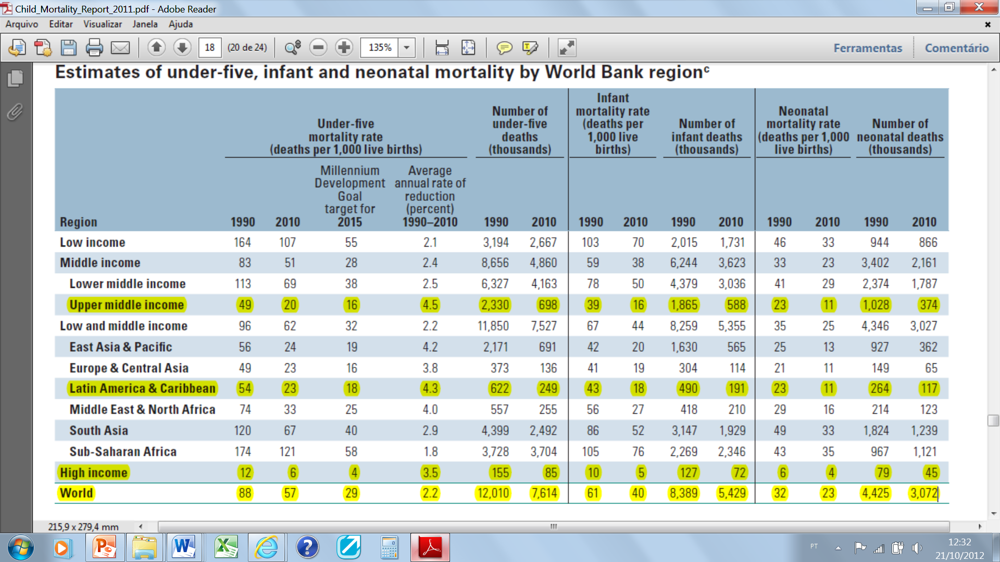 Child_Mortality_Report_2011.pdf - Adobe Reader
Arquivo Editar Visualizar Janela Ajuda
18 (20 de 24) 135% Ferramentas Comentário
Estimates of under-five, infant and neonatal mortality by World Bank regionᶜ
Under-five
mortality rate
(deaths per 1,000 live births)
Number of
under-five
deaths
(thousands)
Infant
mortality rate
(deaths per
1,000 live
births)
Number of
infant deaths
(thousands)
Neonatal
mortality rate
(deaths per 1,000
live births)
Number of
neonatal deaths
(thousands)
Millennium
Development
Goal
target for
2015
Average
annual rate of
reduction
(percent)
1990–2010
Region 1990 2010 2015 1990–2010 1990 2010 1990 2010 1990 2010 1990 2010 1990 2010
Low income 164 107 55 2.1 3,194 2,667 103 70 2,015 1,731 46 33 944 866
Middle income 83 51 28 2.4 8,656 4,860 59 38 6,244 3,623 33 23 3,402 2,161
Lower middle income 113 69 38 2.5 6,327 4,163 78 50 4,379 3,036 41 29 2,374 1,787
Upper middle income 49 20 16 4.5 2,330 698 39 16 1,865 588 23 11 1,028 374
Low and middle income 96 62 32 2.2 11,850 7,527 67 44 8,259 5,355 35 25 4,346 3,027
East Asia & Pacific 56 24 19 4.2 2,171 691 42 20 1,630 565 25 13 927 362
Europe & Central Asia 49 23 16 3.8 373 136 41 19 304 114 21 11 149 65
Latin America & Caribbean 54 23 18 4.3 622 249 43 18 490 191 23 11 264 117
Middle East & North Africa 74 33 25 4.0 557 255 56 27 418 210 29 16 214 123
South Asia 120 67 40 2.9 4,399 2,492 86 52 3,147 1,929 49 33 1,824 1,239
Sub-Saharan Africa 174 121 58 1.8 3,728 3,704 105 76 2,269 2,346 43 35 967 1,121
High income 12 6 4 3.5 155 85 10 5 127 72 6 4 79 45
World 88 57 29 2.2 12,010 7,614 61 40 8,389 5,429 32 23 4,425 3,072
215,9 x 279,4 mm
PT 12:32
21/10/2012